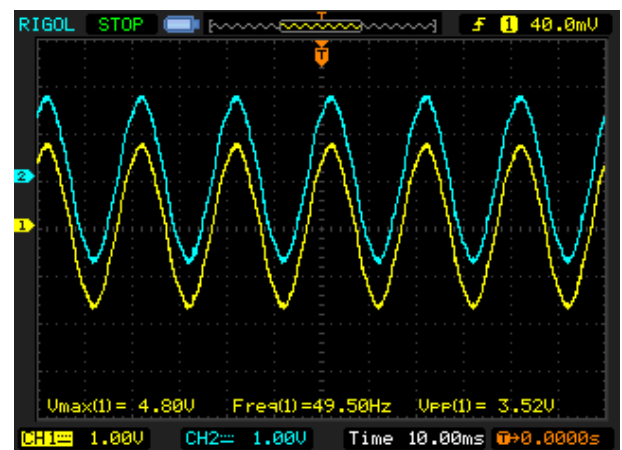 RIGOL STOP T 1 40.0mV
T
2
1
Vmax(1)= 4.80V Freq(1)=49.50Hz Vpp(1)= 3.52V
CH1 1.00V CH2 1.00V Time 10.00ms T→0.0000s